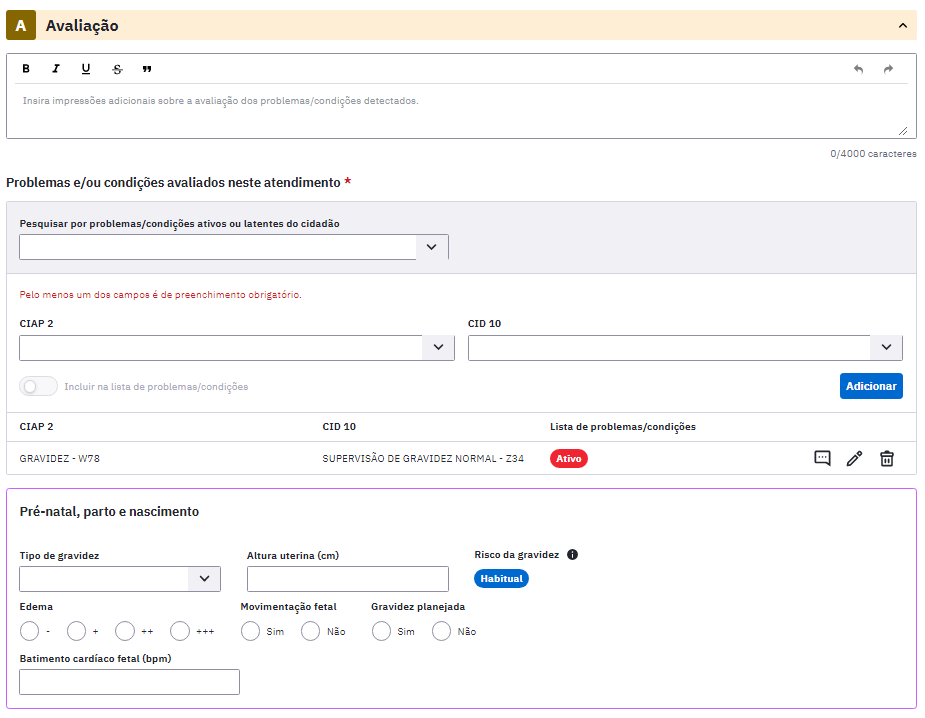 A Avaliação
B I U S "
Insira impressões adicionais sobre a avaliação dos problemas/condições detectados.
0/4000 caracteres
Problemas e/ou condições avaliados neste atendimento *
Pesquisar por problemas/condições ativos ou latentes do cidadão
Pelo menos um dos campos é de preenchimento obrigatório.
CIAP 2 CID 10
Incluir na lista de problemas/condições Adicionar
CIAP 2 CID 10 Lista de problemas/condições
GRAVIDEZ - W78 SUPERVISÃO DE GRAVIDEZ NORMAL - Z34 Ativo
Pré-natal, parto e nascimento
Tipo de gravidez Altura uterina (cm) Risco da gravidez
Habitual
Edema Movimentação fetal Gravidez planejada
- + ++ +++ Sim Não Sim Não
Batimento cardíaco fetal (bpm)